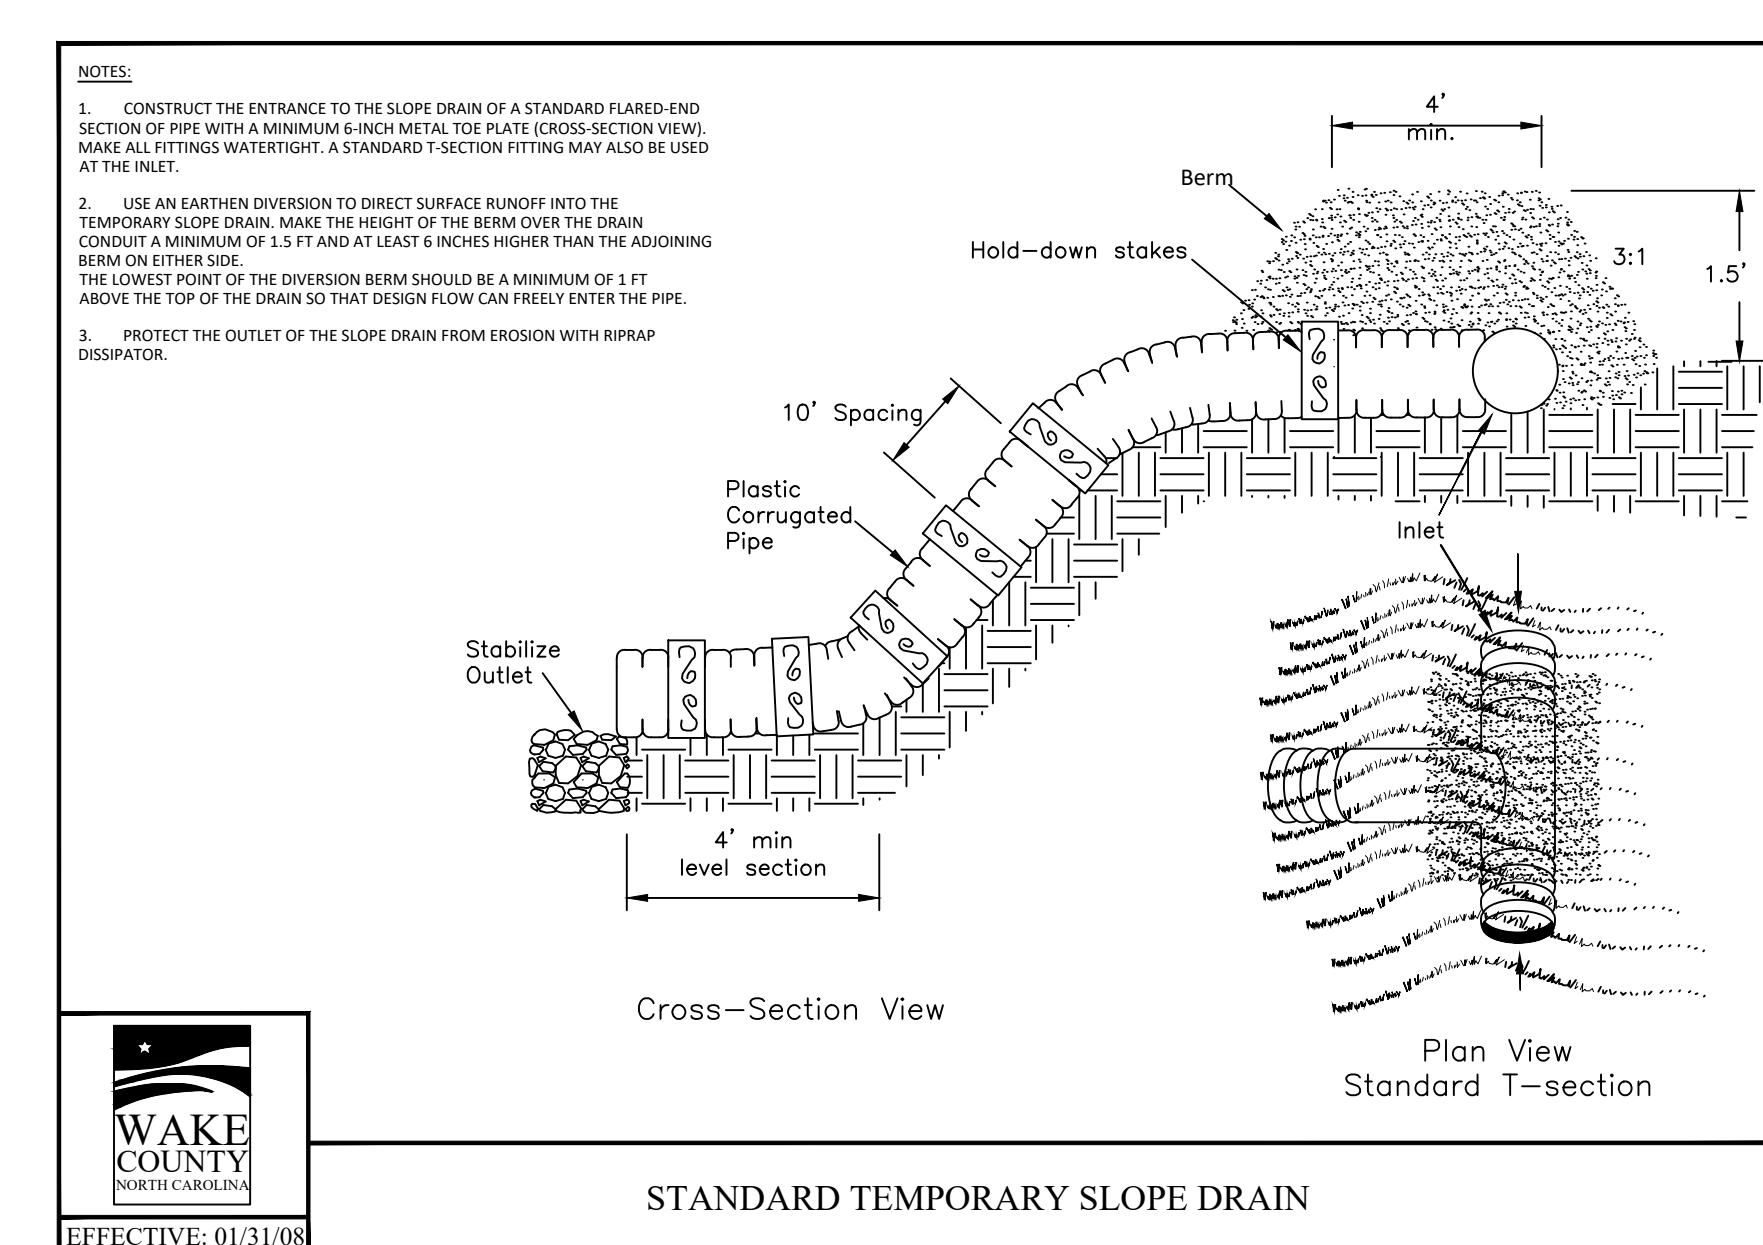 NOTES:
1. CONSTRUCT THE ENTRANCE TO THE SLOPE DRAIN OF A STANDARD FLARED-END
SECTION OF PIPE WITH A MINIMUM 6-INCH METAL TOE PLATE (CROSS-SECTION VIEW).
MAKE ALL FITTINGS WATERTIGHT. A STANDARD T-SECTION FITTING MAY ALSO BE USED
AT THE INLET.
2. USE AN EARTHEN DIVERSION TO DIRECT SURFACE RUNOFF INTO THE
TEMPORARY SLOPE DRAIN. MAKE THE HEIGHT OF THE BERM OVER THE DRAIN
CONDUIT A MINIMUM OF 1.5 FT AND AT LEAST 6 INCHES HIGHER THAN THE ADJOINING
BERM ON EITHER SIDE.
THE LOWEST POINT OF THE DIVERSION BERM SHOULD BE A MINIMUM OF 1 FT
ABOVE THE TOP OF THE DRAIN SO THAT DESIGN FLOW CAN FREELY ENTER THE PIPE.
3. PROTECT THE OUTLET OF THE SLOPE DRAIN FROM EROSION WITH RIPRAP
DISSIPATOR.
4'
min.
Berm
Hold-down stakes
3:1
1.5'
10' Spacing
Plastic
Corrugated
Pipe
Inlet
Stabilize
Outlet
4' min
level section
Cross-Section View
Plan View
Standard T-section
WAKE
COUNTY
NORTH CAROLINA
STANDARD TEMPORARY SLOPE DRAIN
EFFECTIVE: 01/31/08